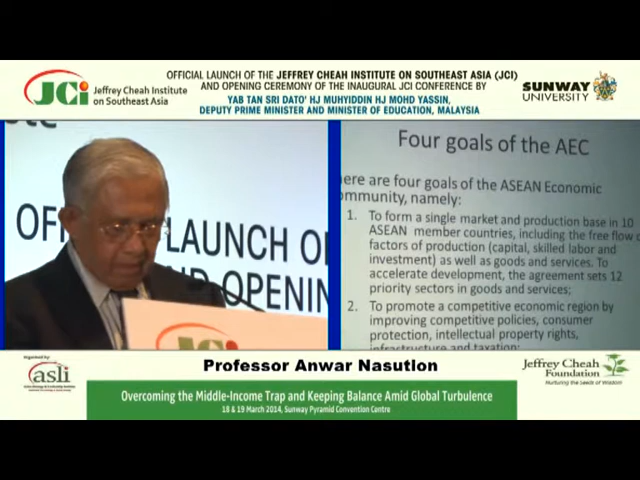 JCi
Jeffrey Cheah Institute
on Southeast Asia
OFFICIAL LAUNCH OF THE JEFFREY CHEAH INSTITUTE ON SOUTHEAST ASIA (JCI)
AND OPENING CEREMONY OF THE INAUGURAL JCI CONFERENCE BY
YAB TAN SRI DATO' HJ MUHYIDDIN HJ MOHD YASSIN,
DEPUTY PRIME MINISTER AND MINISTER OF EDUCATION, MALAYSIA
SUNWAY
UNIVERSITY
LAUNCH O
AND OPENIN
JCi
Four goals of the AEC
here are four goals of the ASEAN Economic
ommunity, namely:
1. To form a single market and production base in 10
ASEAN member countries, including the free flow o
factors of production (capital, skilled labor and
investment) as well as goods and services. To
accelerate development, the agreement sets 12
priority sectors in goods and services;
2. To promote a competitive economic region by
improving competitive policies, consumer
protection, intellectual property rights,
infrastructure and taxation;
Organised by:
asli
Professor Anwar Nasution
Jeffrey Cheah
Foundation
Nurturing the Seeds of Wisdom
Overcoming the Middle-Income Trap and Keeping Balance Amid Global Turbulence
18 & 19 March 2014, Sunway Pyramid Convention Centre